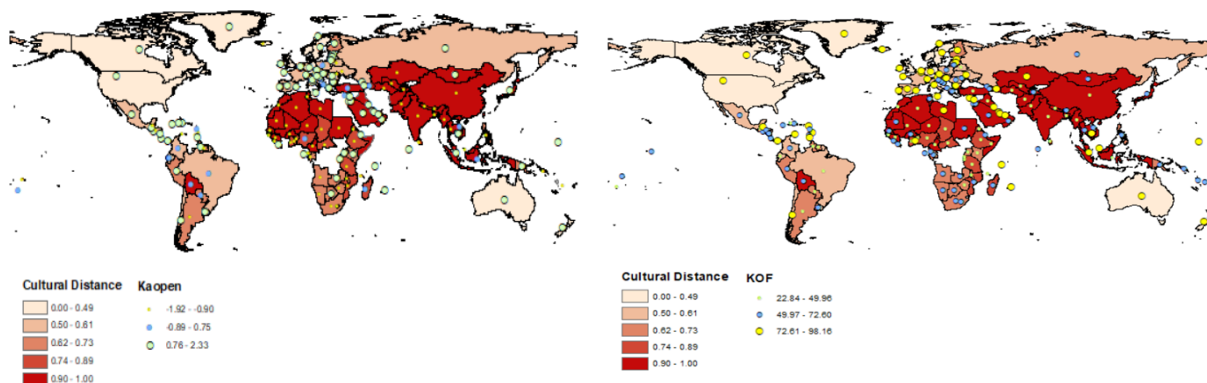 Cultural Distance Kaopen
0.00 - 0.49 -1.92 - -0.90
0.50 - 0.61 -0.89 - 0.75
0.62 - 0.73 0.76 - 2.33
0.74 - 0.89
0.90 - 1.00
Cultural Distance KOF
0.00 - 0.49 22.84 - 49.96
0.50 - 0.61 49.97 - 72.60
0.62 - 0.73 72.61 - 98.16
0.74 - 0.89
0.90 - 1.00